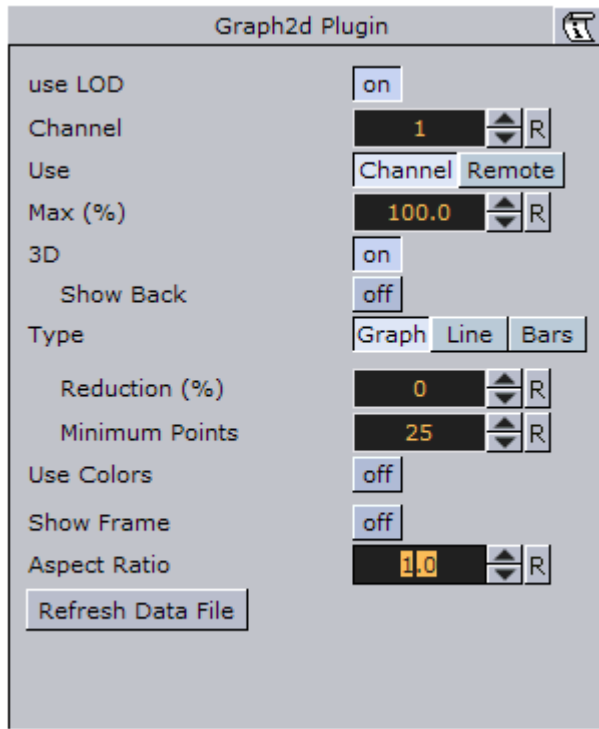 Graph2d Plugin
use LOD on
Channel 1 R
Use Channel Remote
Max (%) 100.0 R
3D on
Show Back off
Type Graph Line Bars
Reduction (%) 0 R
Minimum Points 25 R
Use Colors off
Show Frame off
Aspect Ratio 1.0 R
Refresh Data File